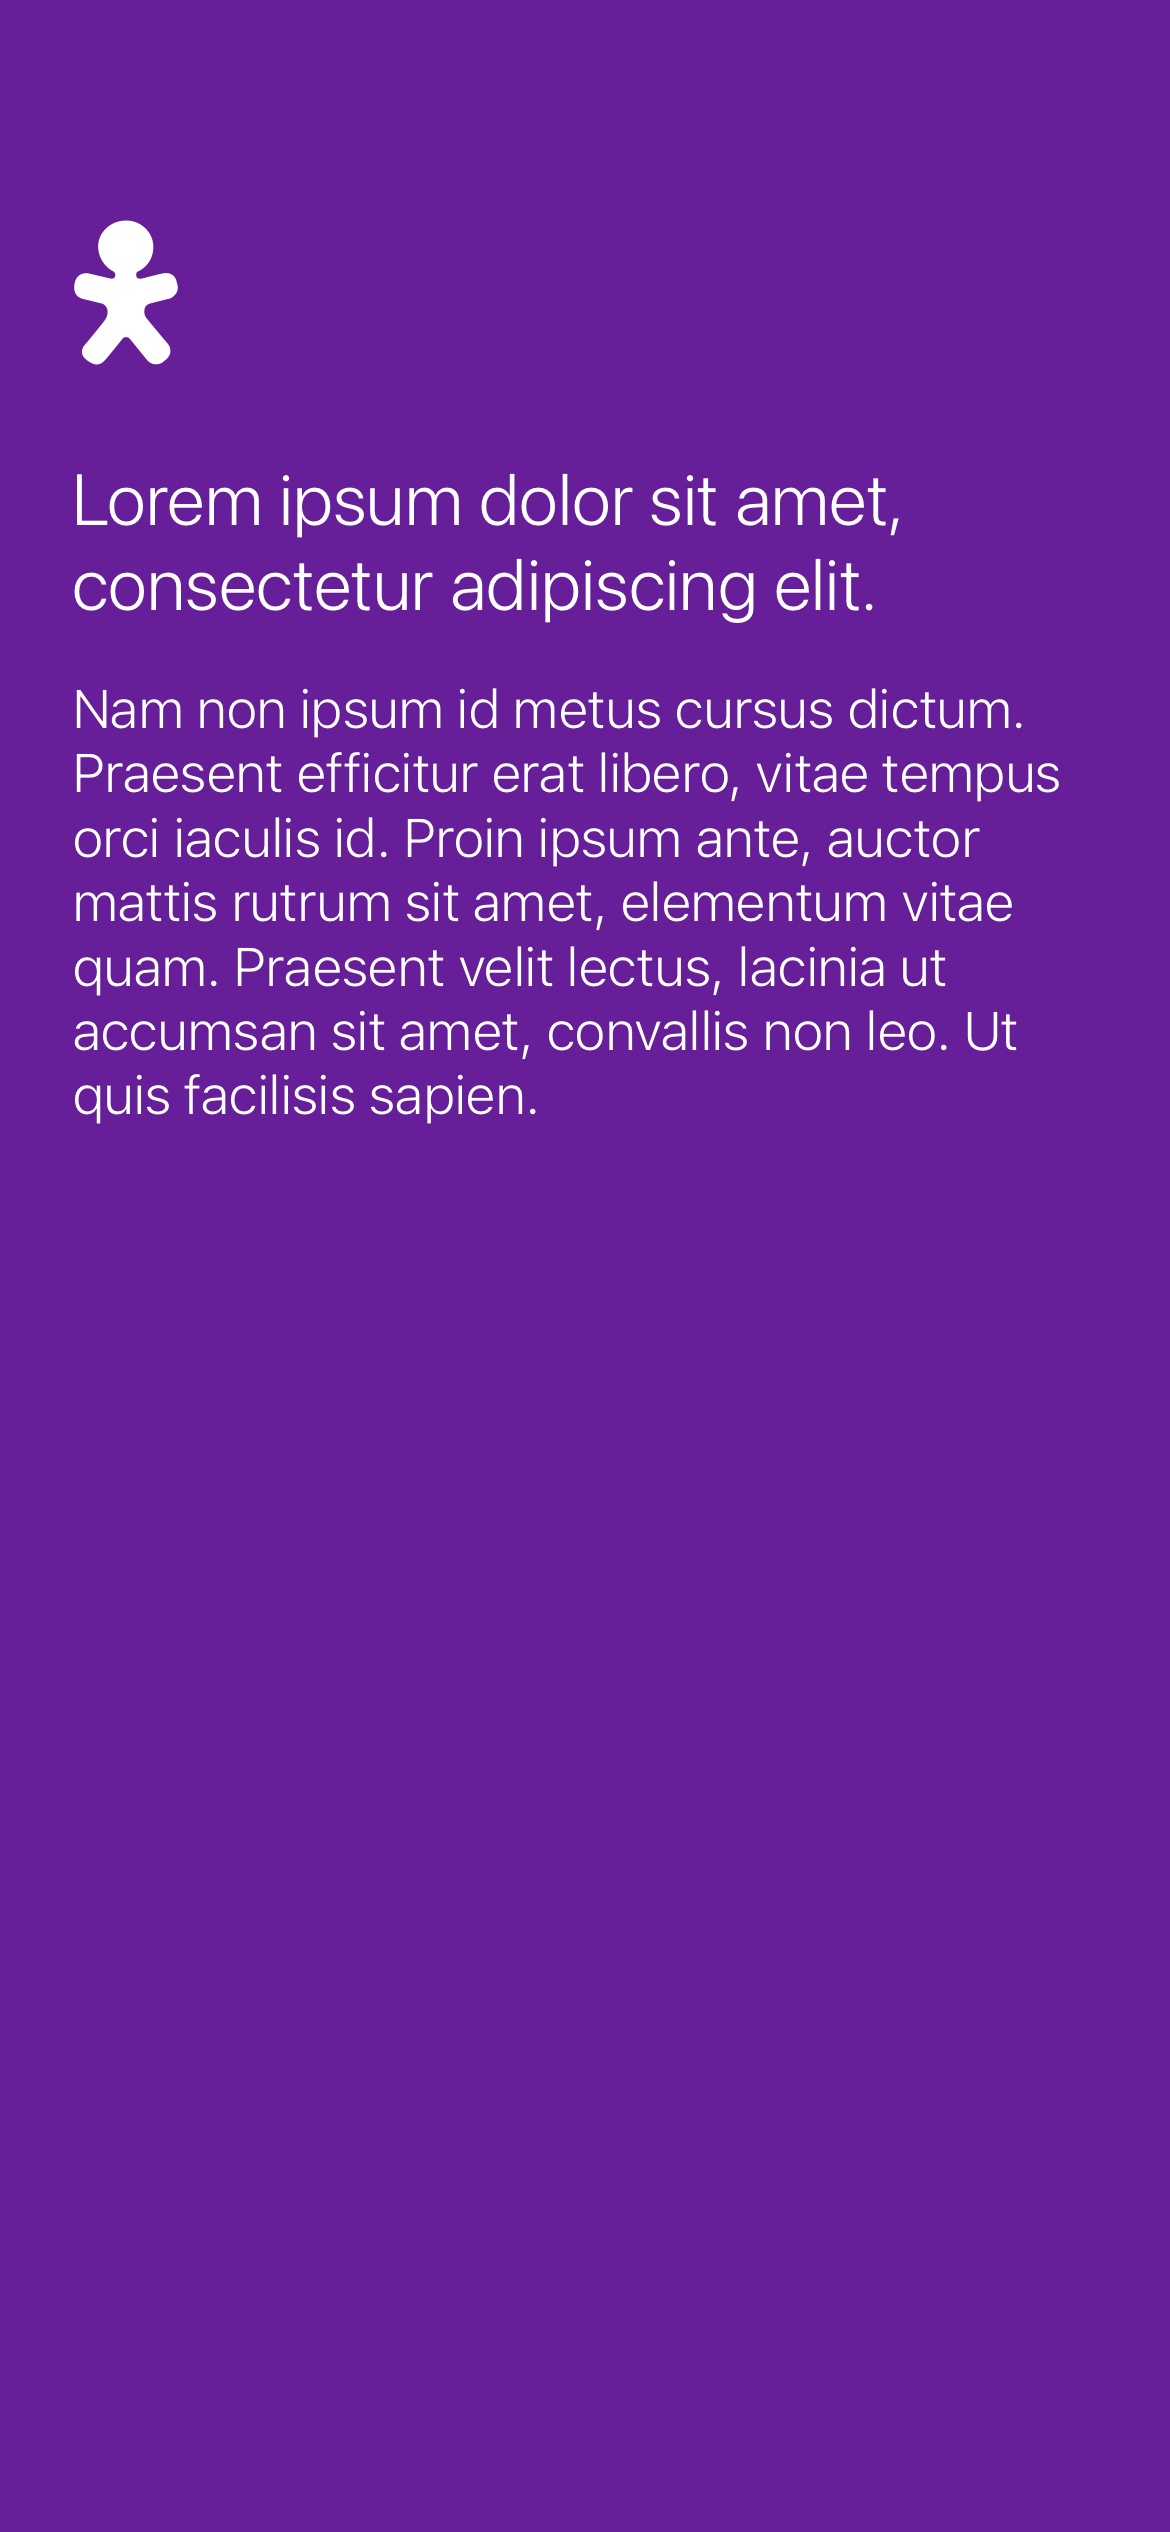 Lorem ipsum dolor sit amet,
consectetur adipiscing elit.
Nam non ipsum id metus cursus dictum.
Praesent efficitur erat libero, vitae tempus
orci iaculis id. Proin ipsum ante, auctor
mattis rutrum sit amet, elementum vitae
quam. Praesent velit lectus, lacinia ut
accumsan sit amet, convallis non leo. Ut
quis facilisis sapien.